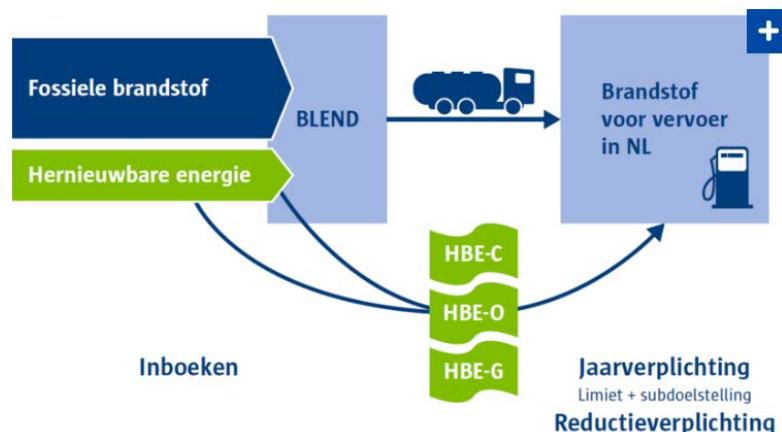 Fossiele brandstof
Hernieuwbare energie
BLEND
Brandstof
voor vervoer
in NL
+
HBE-C
HBE-O
HBE-G
Inboeken
Jaarverplichting
Limiet + subdoelstelling
Reductieverplichting